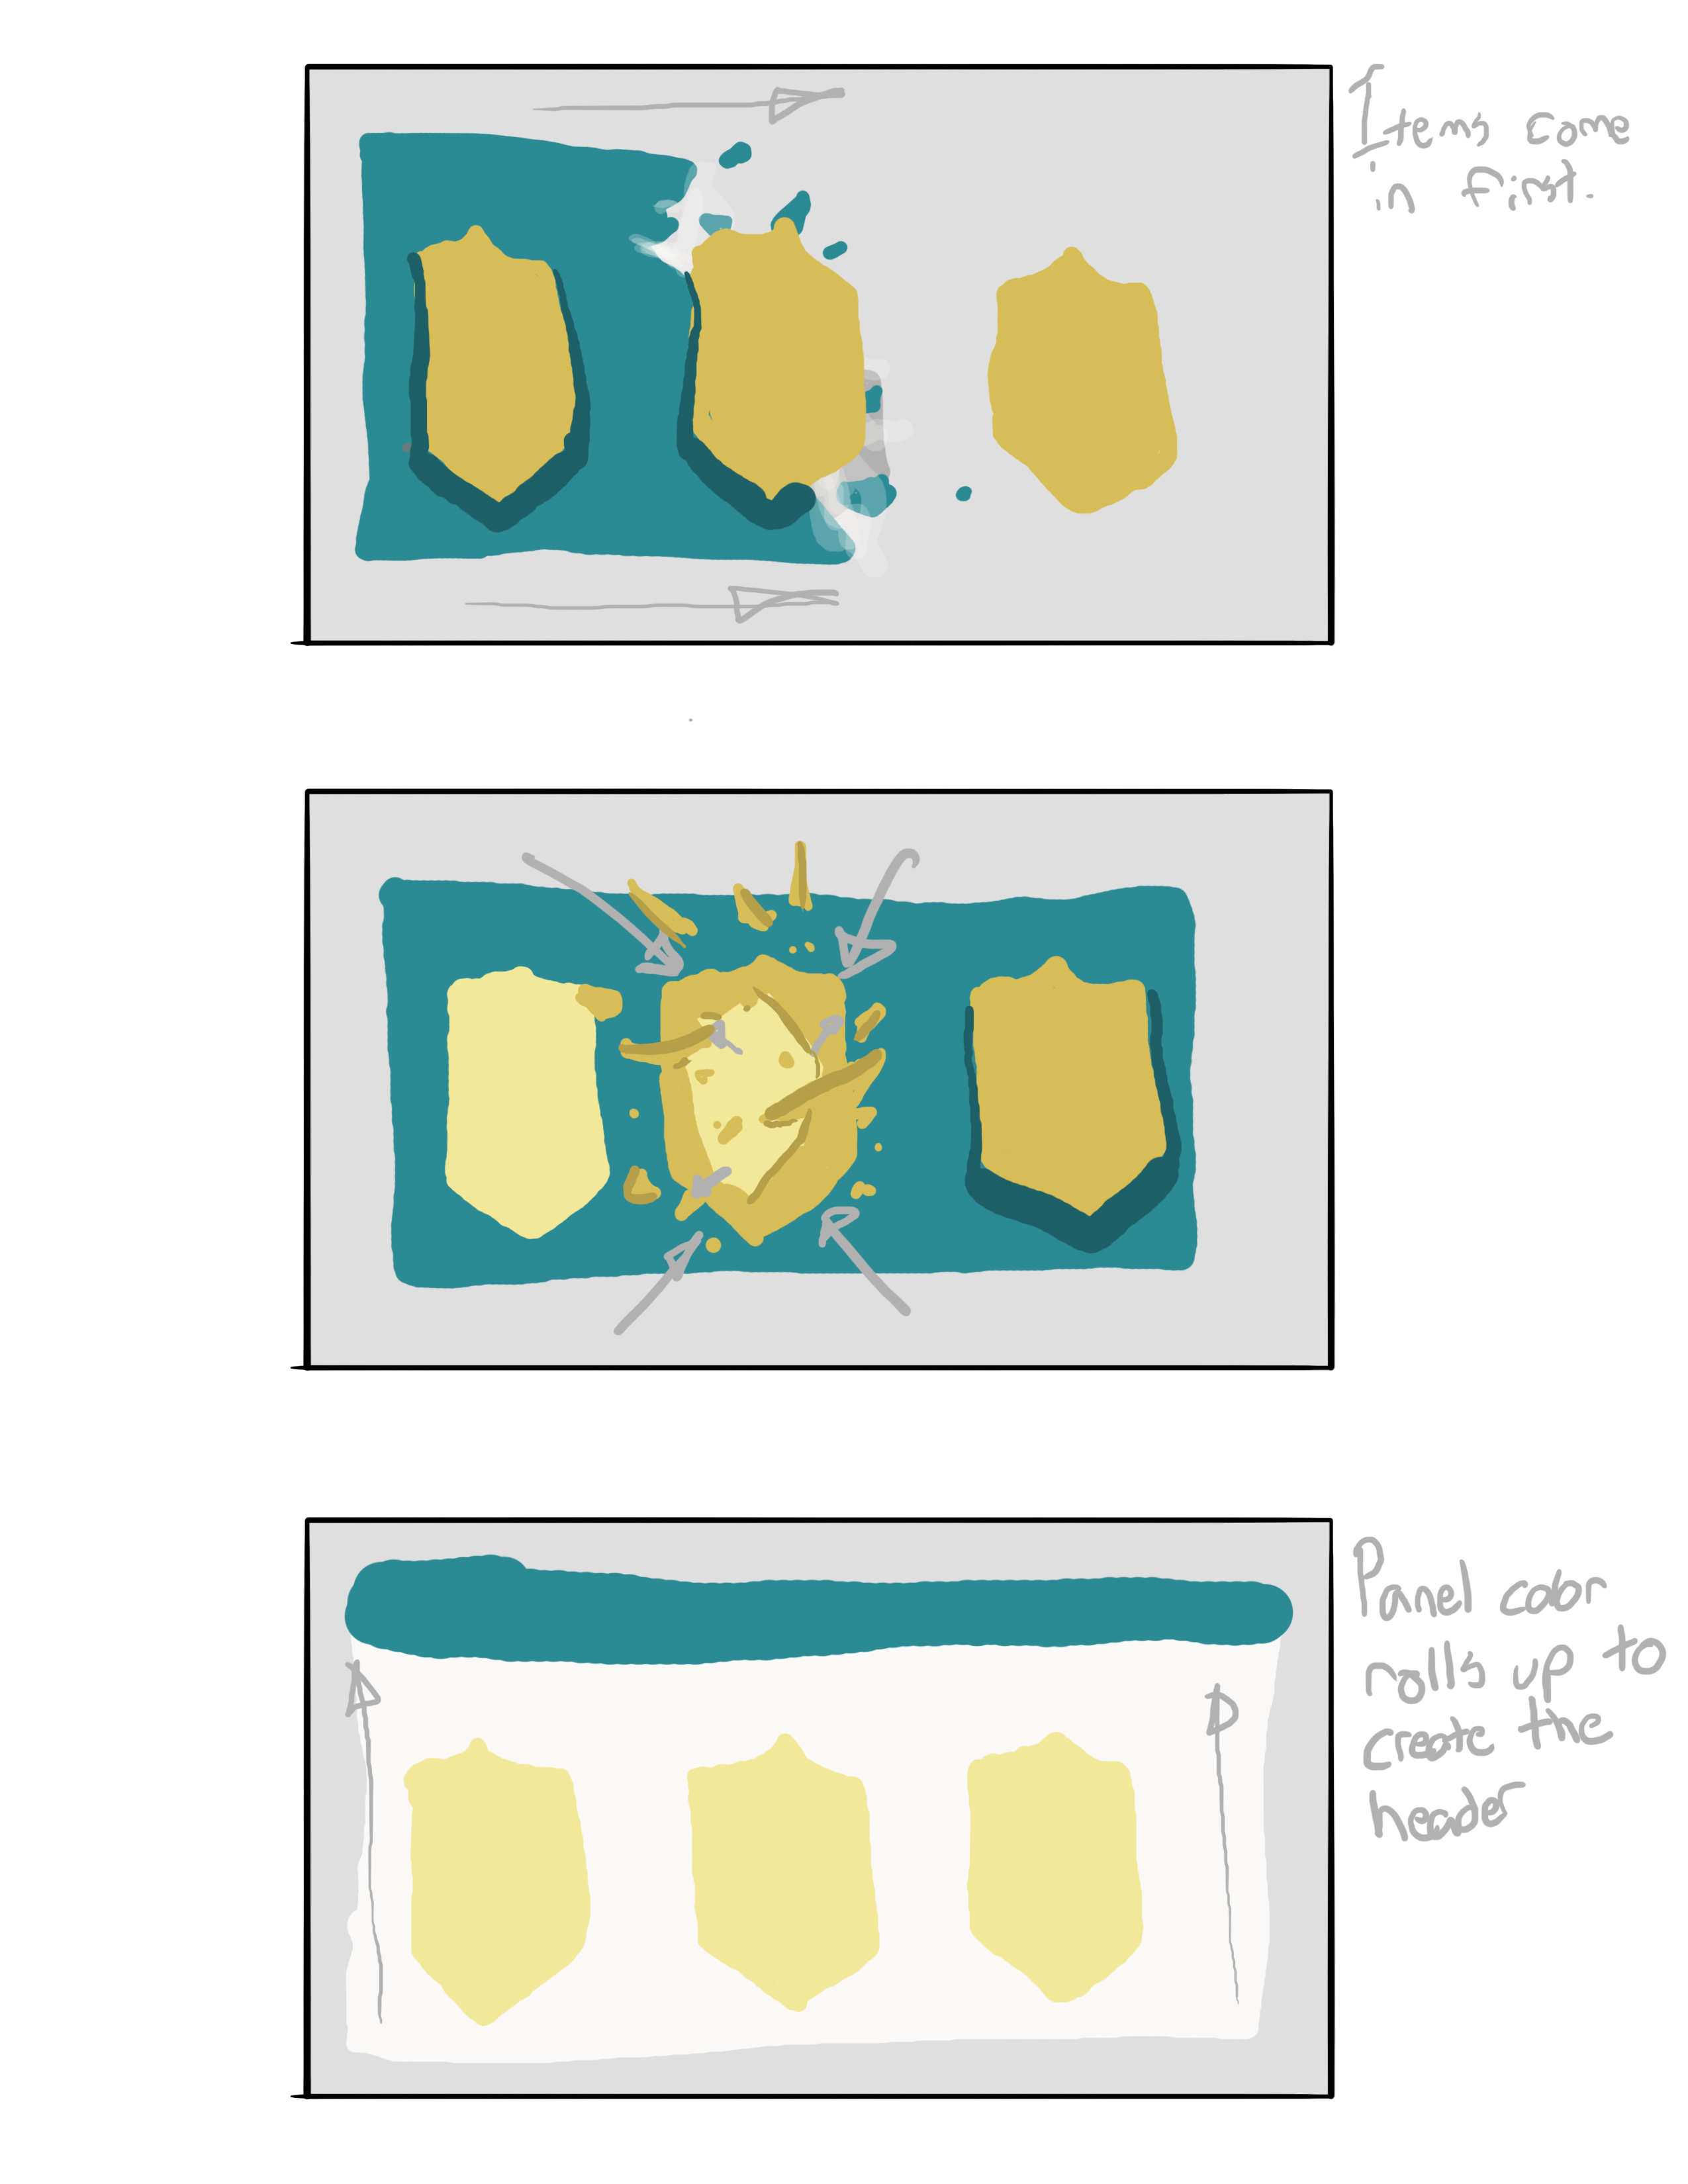 Items come
in first.
Panel color
rolls up to
create the
header